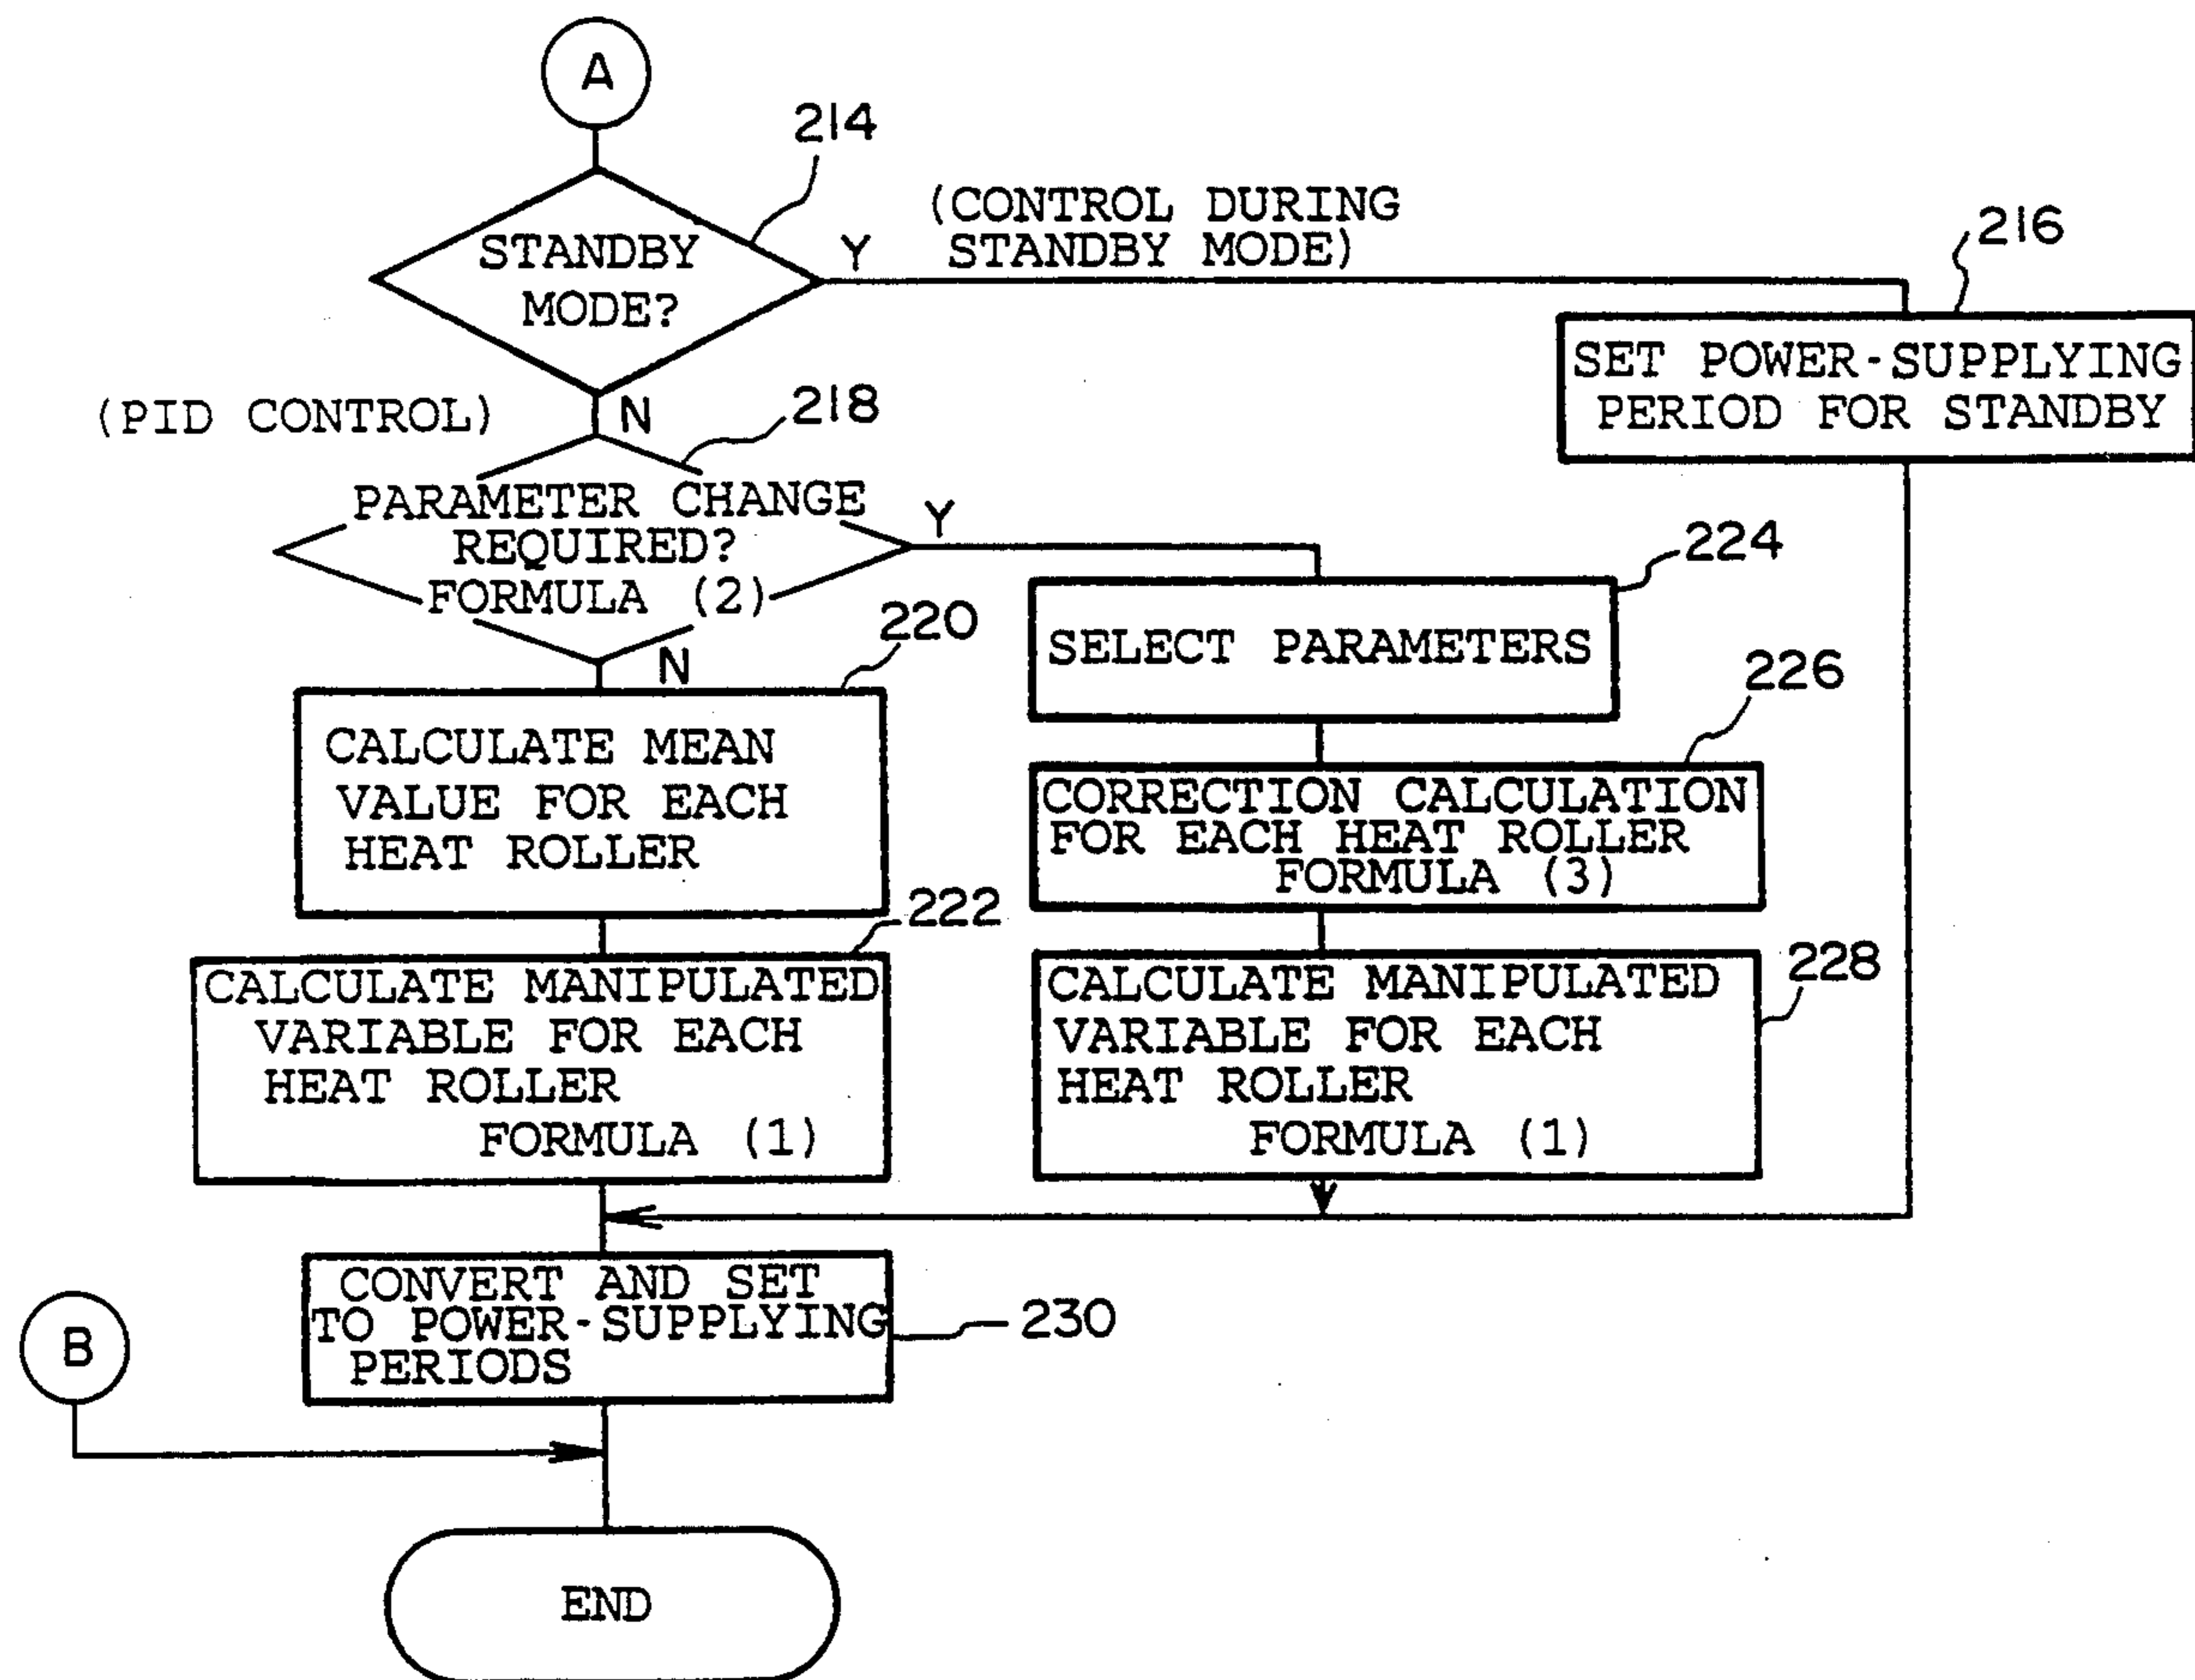 A
214
STANDBY
MODE?
Y
(CONTROL DURING
STANDBY MODE)
216
SET POWER-SUPPLYING
PERIOD FOR STANDBY
(PID CONTROL)
N
218
PARAMETER CHANGE
REQUIRED?
FORMULA (2)
Y
N
220
CALCULATE MEAN
VALUE FOR EACH
HEAT ROLLER
222
CALCULATE MANIPULATED
VARIABLE FOR EACH
HEAT ROLLER
FORMULA (1)
224
SELECT PARAMETERS
226
CORRECTION CALCULATION
FOR EACH HEAT ROLLER
FORMULA (3)
228
CALCULATE MANIPULATED
VARIABLE FOR EACH
HEAT ROLLER
FORMULA (1)
CONVERT AND SET
TO POWER-SUPPLYING
PERIODS
230
B
END